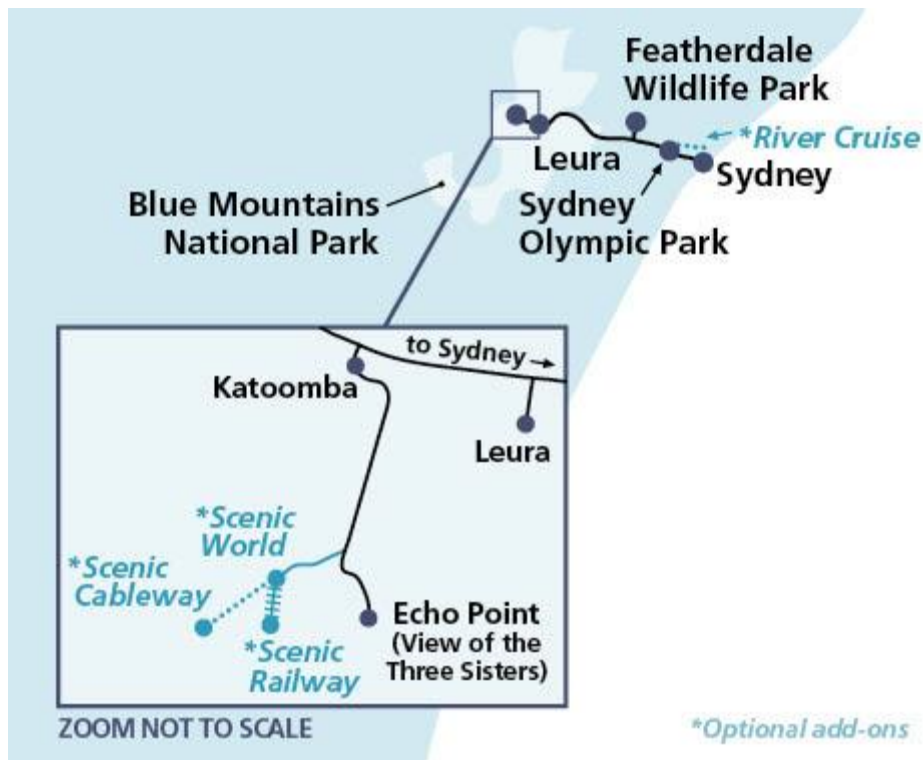 Featherdale
Wildlife Park
*River Cruise
Leura
Sydney
Sydney
Olympic Park
Blue Mountains
National Park
to Sydney
Katoomba
Leura
*Scenic
World
*Scenic
Cableway
Echo Point
(View of the
Three Sisters)
*Scenic
Railway
ZOOM NOT TO SCALE
*Optional add-ons